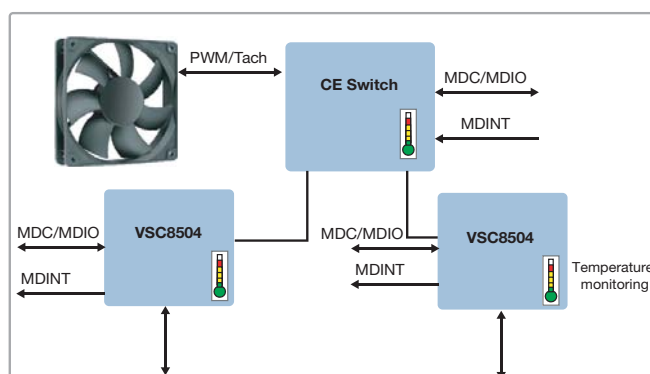 PWM/Tach
CE Switch
MDC/MDIO
MDINT
MDC/MDIO
VSC8504
MDINT
MDC/MDIO
VSC8504
MDINT
Temperature
monitoring